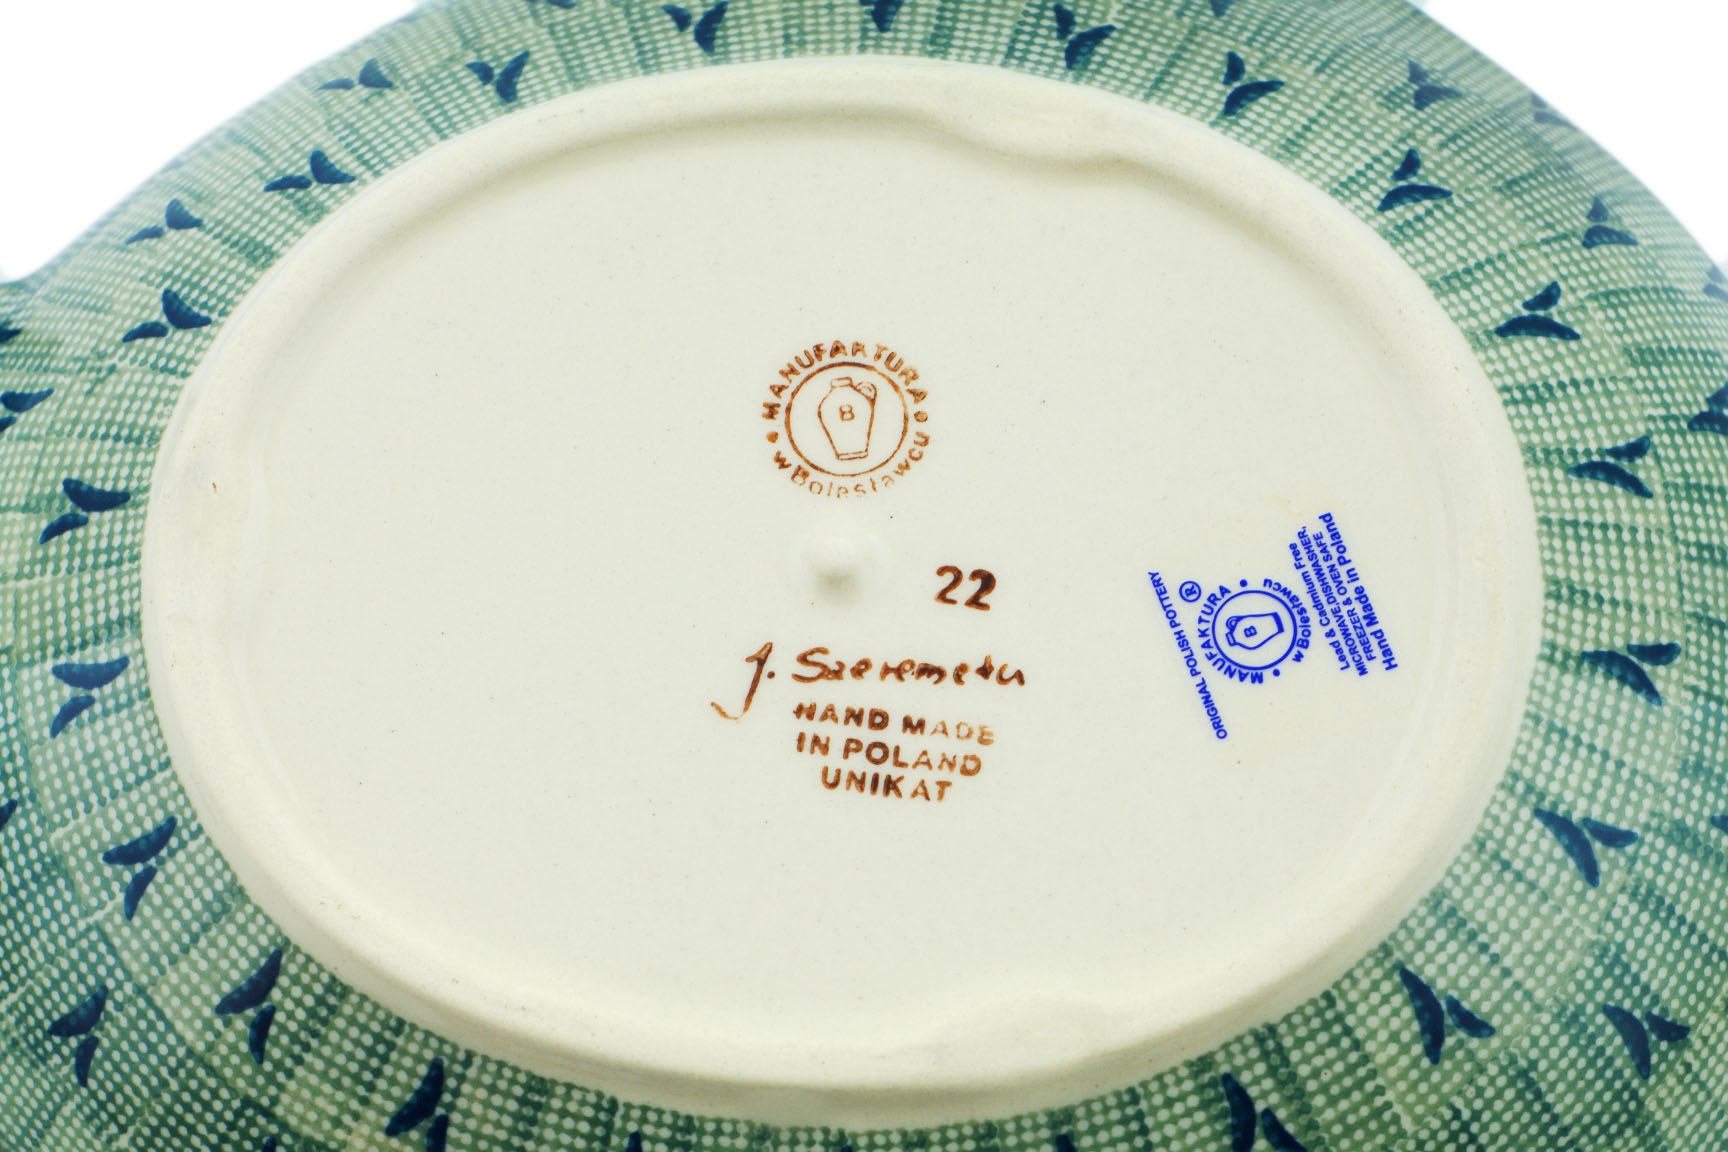 MANUFAKTURA
w Bolesławcu
B
22
J. Szeremeta
HAND MADE
IN POLAND
UNIKAT
ORIGINAL POLISH POTTERY
®
MANUFAKTURA
w Bolesławcu
B
Lead & Cadmium Free
MICROWAVE, DISHWASHER,
FREEZER & OVEN SAFE
Hand Made in Poland